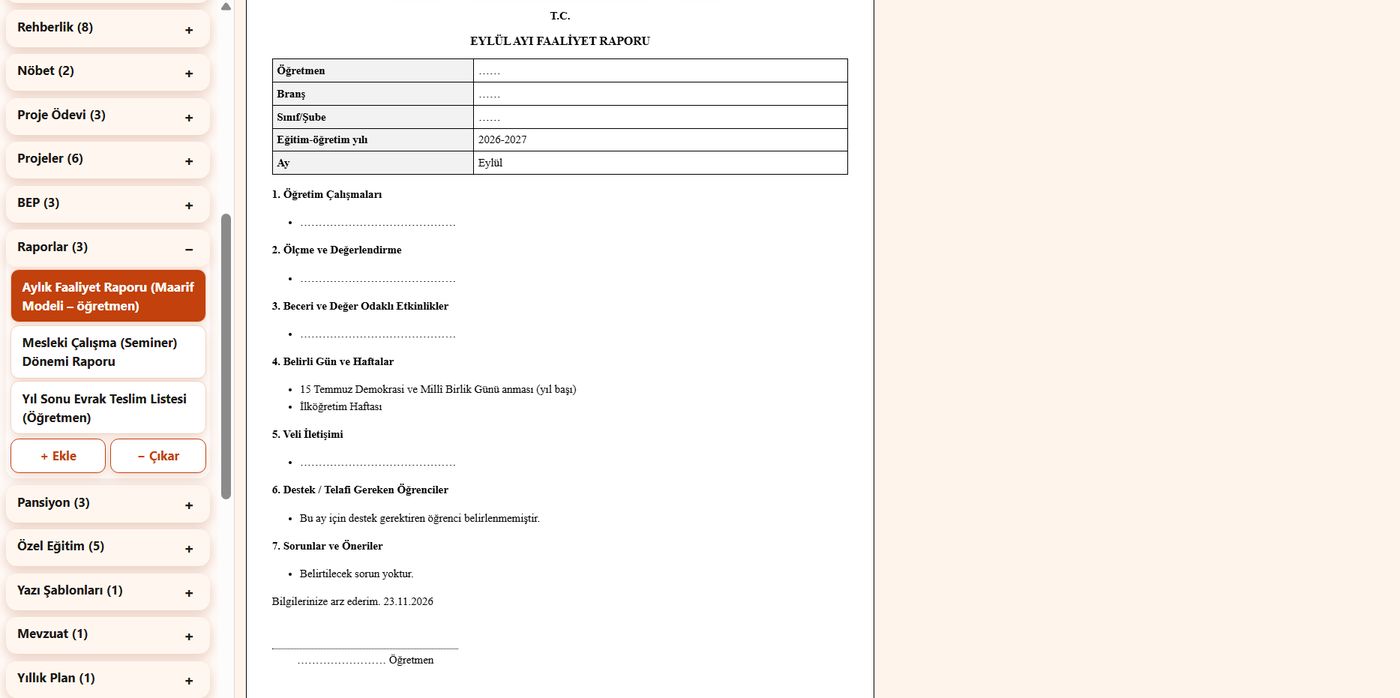 Rehberlik (8) +
Nöbet (2) +
Proje Ödevi (3) +
Projeler (6) +
BEP (3) +
Raporlar (3) –
Aylık Faaliyet Raporu (Maarif
Modeli – öğretmen)
Mesleki Çalışma (Seminer)
Dönemi Raporu
Yıl Sonu Evrak Teslim Listesi
(Öğretmen)
+ Ekle
– Çıkar
Pansiyon (3) +
Özel Eğitim (5) +
Yazı Şablonları (1) +
Mevzuat (1) +
Yıllık Plan (1) +
T.C.
EYLÜL AYI FAALİYET RAPORU
Öğretmen ……
Branş ……
Sınıf/Şube ……
Eğitim-öğretim yılı 2026-2027
Ay Eylül
1. Öğretim Çalışmaları
• ……………………………………
2. Ölçme ve Değerlendirme
• ……………………………………
3. Beceri ve Değer Odaklı Etkinlikler
• ……………………………………
4. Belirli Gün ve Haftalar
• 15 Temmuz Demokrasi ve Millî Birlik Günü anması (yıl başı)
• İlköğretim Haftası
5. Veli İletişimi
• ……………………………………
6. Destek / Telafi Gereken Öğrenciler
• Bu ay için destek gerektiren öğrenci belirlenmemiştir.
7. Sorunlar ve Öneriler
• Belirtilecek sorun yoktur.
Bilgilerinize arz ederim. 23.11.2026
…………………… Öğretmen